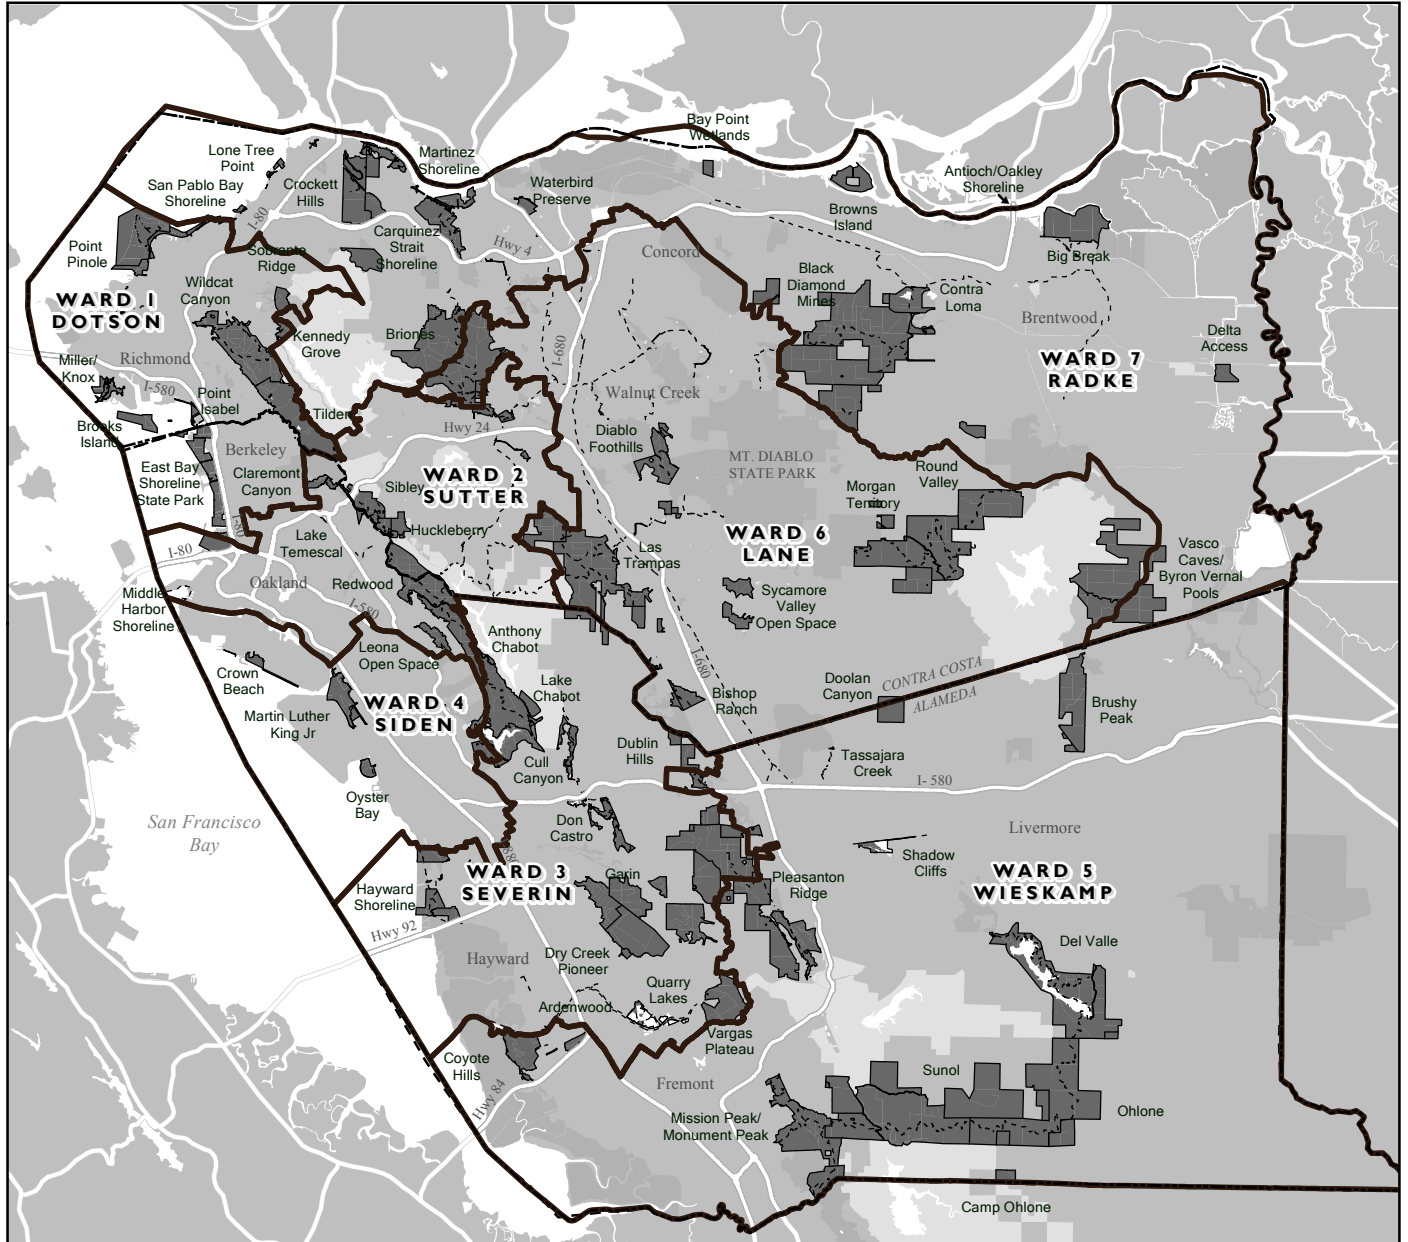 Bay Point
Wetlands
Lone Tree
Point
Martinez
Shoreline
San Pablo Bay
Shoreline
Crockett
Hills
Waterbird
Preserve
Antioch/Oakley
Shoreline
I-80
Browns
Island
Point
Pinole
Carquinez
Strait
Shoreline
Hwy 4
Concord
Sobrante
Ridge
Big Break
Wildcat
Canyon
Black
Diamond
Mines
Contra
Loma
WARD 1
DOTSON
Brentwood
Kennedy
Grove
Briones
Delta
Access
Richmond
I-680
WARD 7
RADKE
Miller/
Knox
I-580
Point
Isabel
Walnut Creek
Tilden
Brooks
Island
Hwy 24
Diablo
Foothills
Berkeley
East Bay
Shoreline
State Park
Claremont
Canyon
WARD 2
SUTTER
MT. DIABLO
STATE PARK
Round
Valley
Sibley
Morgan
Territory
I-80
Huckleberry
Lake
Temescal
WARD 6
LANE
I-80
Las
Trampas
Vasco
Caves/
Byron Vernal
Pools
Oakland
Redwood
Middle
Harbor
Shoreline
I-580
Sycamore
Valley
Open Space
Anthony
Chabot
Leona
Open Space
I-680
Crown
Beach
Lake
Chabot
CONTRA COSTA
ALAMEDA
Doolan
Canyon
Bishop
Ranch
WARD 4
SIDEN
Brushy
Peak
Martin Luther
King Jr
Dublin
Hills
Cull
Canyon
Tassajara
Creek
I- 580
Oyster
Bay
Don
Castro
San Francisco
Bay
Livermore
Shadow
Cliffs
WARD 3
SEVERIN
Garin
Pleasanton
Ridge
WARD 5
WIESKAMP
Hayward
Shoreline
Hwy 92
Del Valle
Hayward
Dry Creek
Pioneer
Quarry
Lakes
Ardenwood
Vargas
Plateau
Coyote
Hills
Fremont
Sunol
Hwy 84
Mission Peak/
Monument Peak
Ohlone
Camp Ohlone